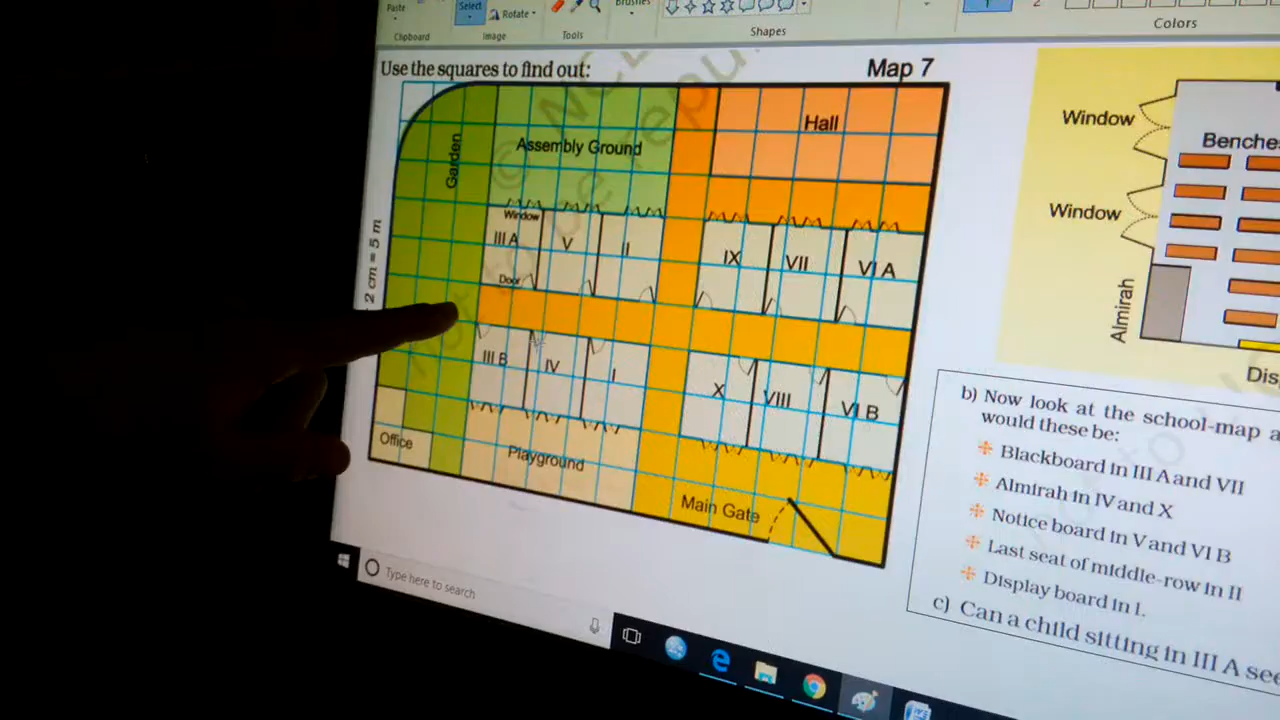 Paste
Select
Rotate
Brushes
1
2
Clipboard
Image
Tools
Shapes
Colors
Use the squares to find out:
Map 7
Garden
Assembly Ground
Hall
Window
III A
V
II
IX
VII
VI A
Door
2 cm = 5 m
III B
IV
I
X
VIII
VI B
Office
Playground
Main Gate
Window
Window
Almirah
b) Now look at the school-map
would these be:
Blackboard in III A and VII
Almirah in IV and X
Notice board in V and VI B
Last seat of middle-row in II
Display board in I.
c) Can a child sitting in III A
Type here to search